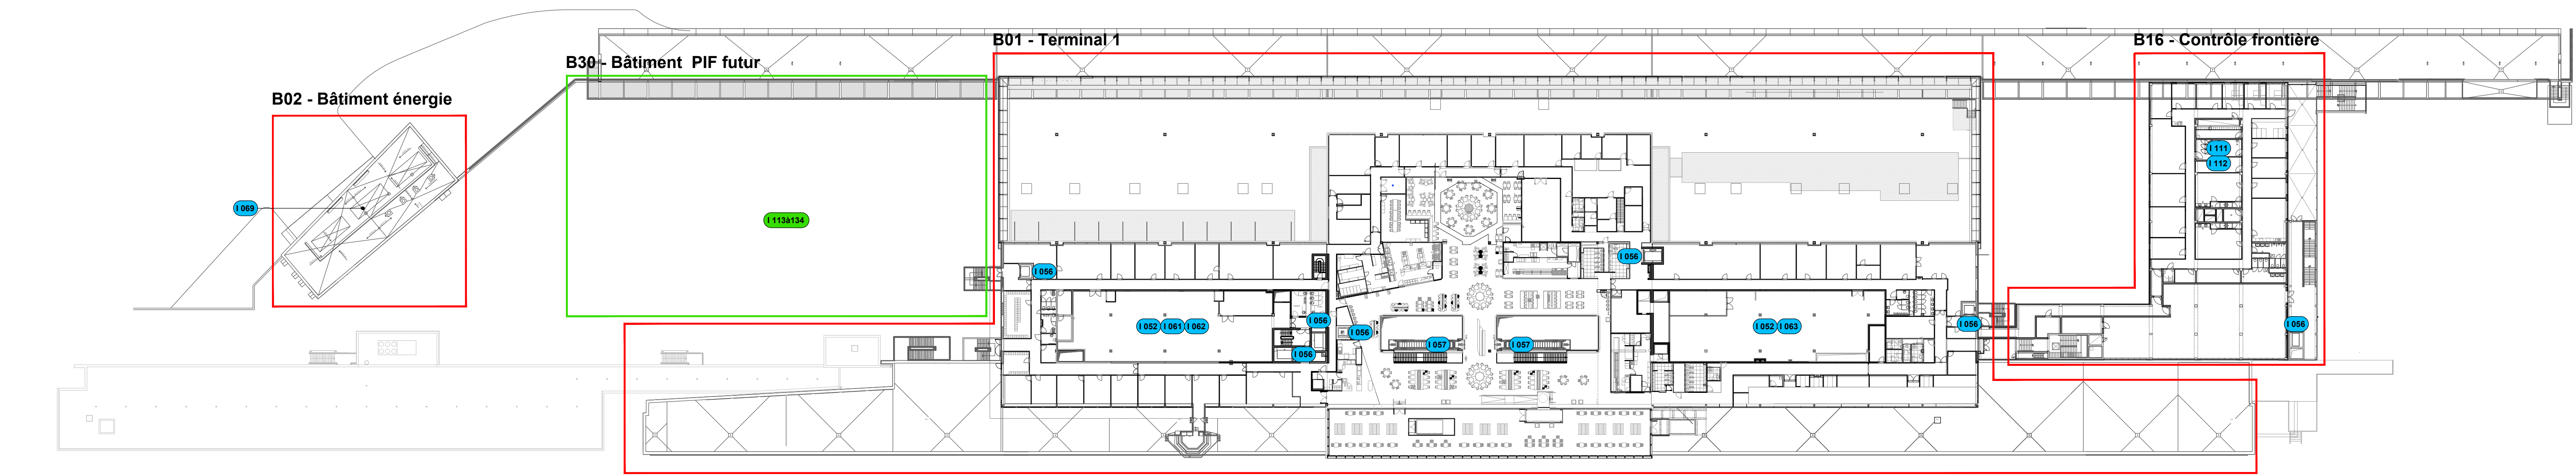 B01 - Terminal 1
B16 - Contrôle frontière
B30 - Bâtiment  PIF futur
B02 - Bâtiment énergie
I 111
I 112
I 069
I 113à134
I 056
I 056
I 056
I 052
I 061
I 062
I 056
I 052
I 063
I 056
I 056
I 057
I 057
I 056